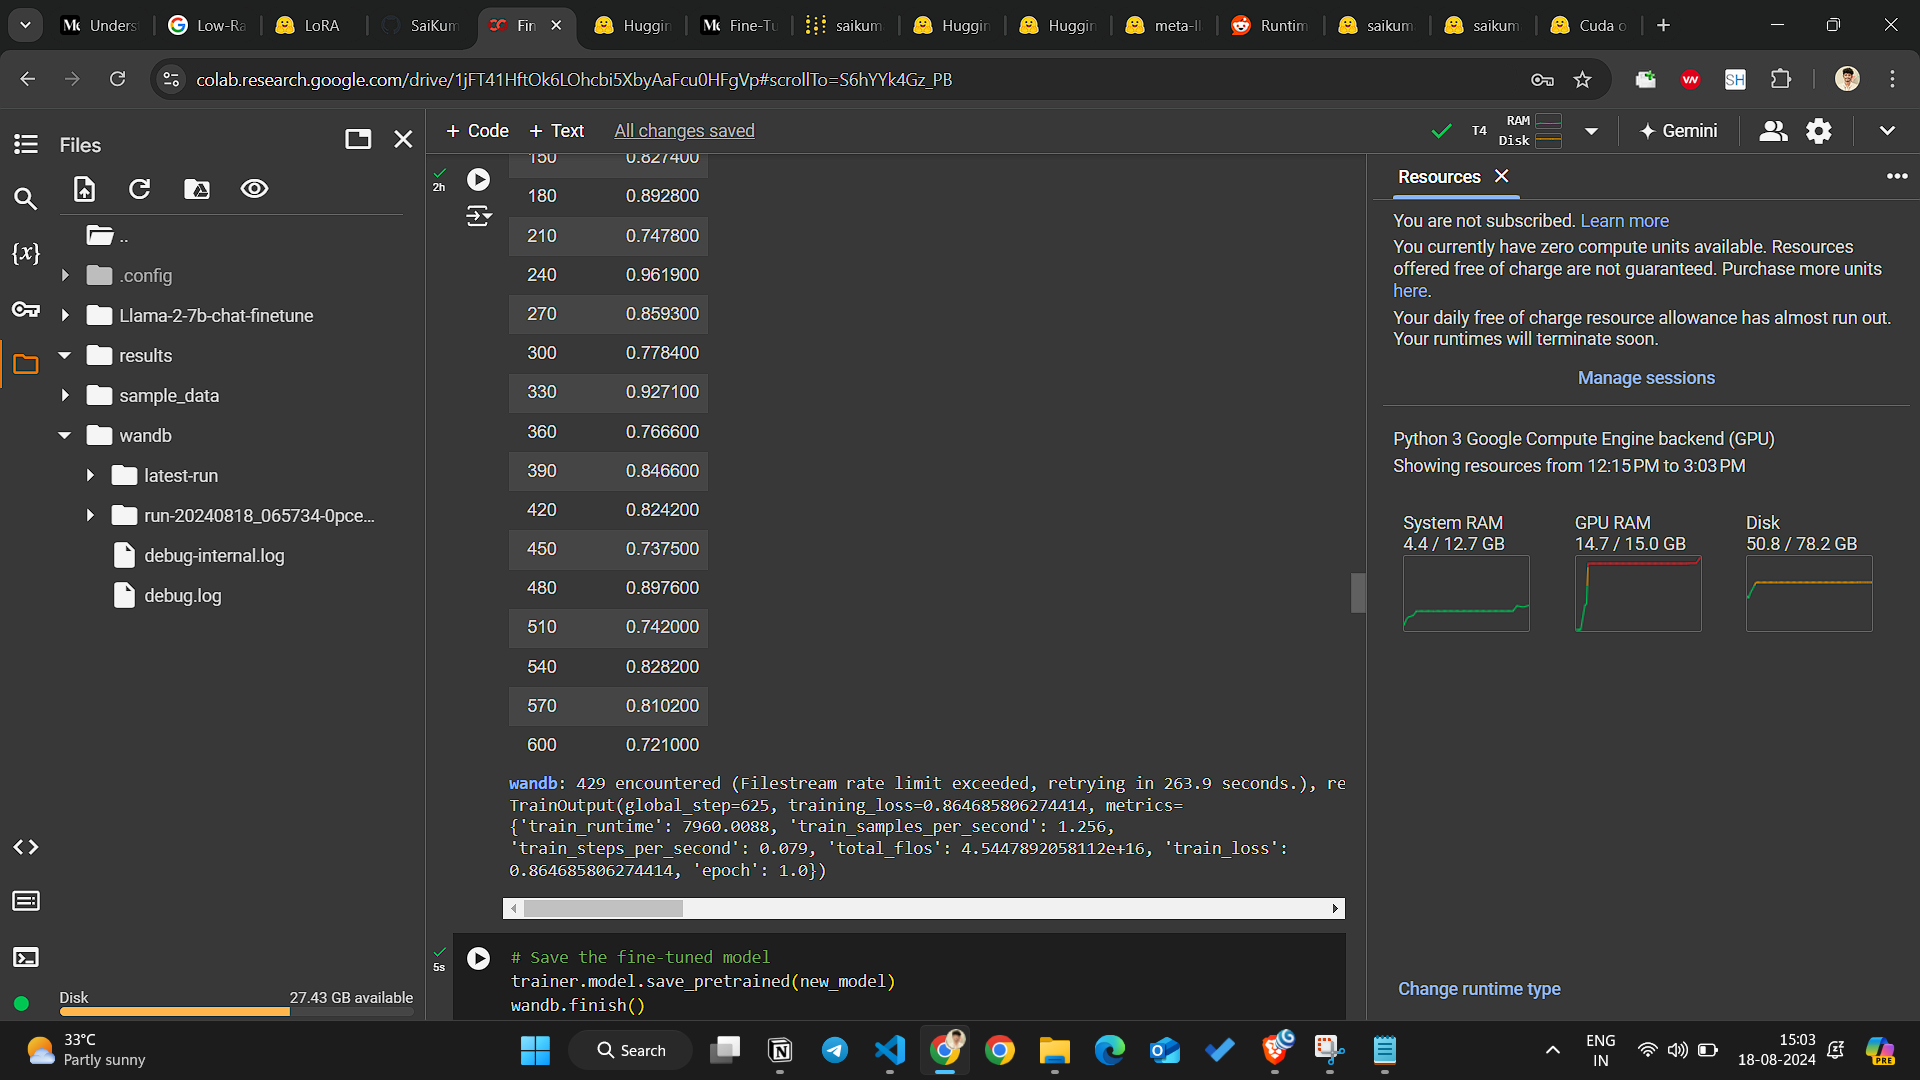 Unders
Low-Ra
LoRA
SaiKum
Fin
Huggin
Fine-Tu
saikum
Huggin
Huggin
meta-ll
Runtim
saikum
saikum
Cuda o
colab.research.google.com/drive/1jFT41HftOk6LOhcbi5XbyAaFcu0HFgVp#scrollTo=S6hYYk4Gz_PB
SH
Files
..
.config
Llama-2-7b-chat-finetune
results
sample_data
wandb
latest-run
run-20240818_065734-0pce...
debug-internal.log
debug.log
Disk
27.43 GB available
+ Code + Text All changes saved
T4
RAM
Disk
Gemini
2h
150 0.827400
180 0.892800
210 0.747800
240 0.961900
270 0.859300
300 0.778400
330 0.927100
360 0.766600
390 0.846600
420 0.824200
450 0.737500
480 0.897600
510 0.742000
540 0.828200
570 0.810200
600 0.721000
wandb: 429 encountered (Filestream rate limit exceeded, retrying in 263.9 seconds.), re
TrainOutput(global_step=625, training_loss=0.864685806274414, metrics=
{'train_runtime': 7960.0088, 'train_samples_per_second': 1.256,
'train_steps_per_second': 0.079, 'total_flos': 4.5447892058112e+16, 'train_loss':
0.864685806274414, 'epoch': 1.0})
5s
# Save the fine-tuned model
trainer.model.save_pretrained(new_model)
wandb.finish()
Resources
You are not subscribed. Learn more
You currently have zero compute units available. Resources
offered free of charge are not guaranteed. Purchase more units
here.
Your daily free of charge resource allowance has almost run out.
Your runtimes will terminate soon.
Manage sessions
Python 3 Google Compute Engine backend (GPU)
Showing resources from 12:15 PM to 3:03 PM
System RAM
4.4 / 12.7 GB
GPU RAM
14.7 / 15.0 GB
Disk
50.8 / 78.2 GB
Change runtime type
33°C
Partly sunny
Search
ENG
IN
15:03
18-08-2024
PRE